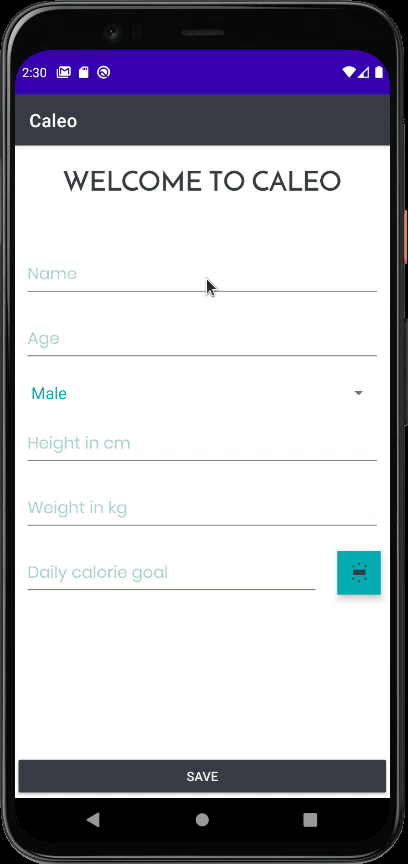 2:30
Caleo
WELCOME TO CALEO
Name
Age
Male
Height in cm
Weight in kg
Daily calorie goal
SAVE